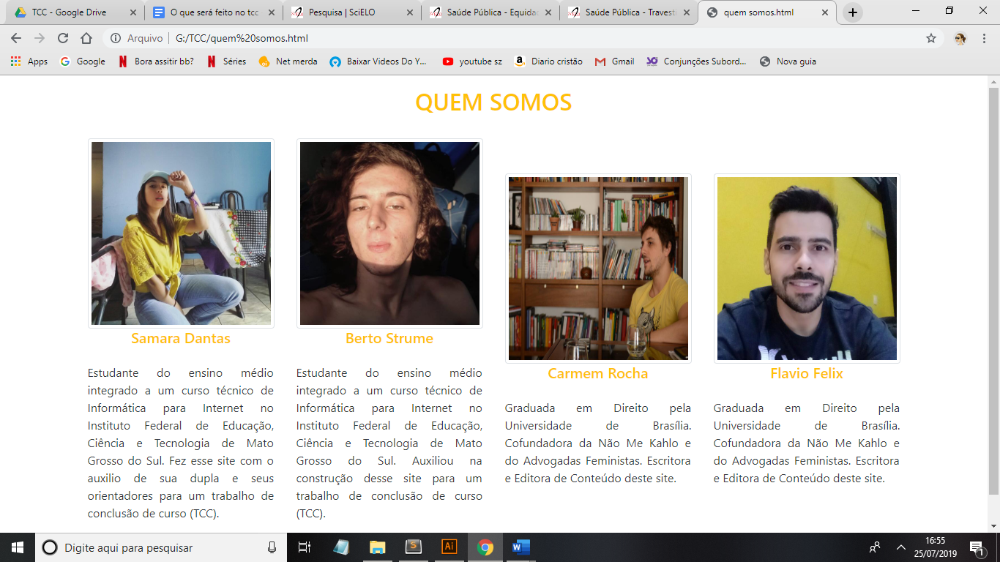 TCC - Google Drive
O que será feito no tcc
Pesquisa | SciELO
Saúde Pública - Equida
Saúde Pública - Travest
quem somos.html
Arquivo | G:/TCC/quem%20somos.html
Apps
Google
Bora assitir bb?
Séries
Net merda
Baixar Videos Do Y...
youtube sz
Diario cristão
Gmail
Conjunções Subord...
Nova guia
QUEM SOMOS
Samara Dantas
Estudante do ensino médio
integrado a um curso técnico de
Informática para Internet no
Instituto Federal de Educação,
Ciência e Tecnologia de Mato
Grosso do Sul. Fez esse site com o
auxilio de sua dupla e seus
orientadores para um trabalho de
conclusão de curso (TCC).
Berto Strume
Estudante do ensino médio
integrado a um curso técnico de
Informática para Internet no
Instituto Federal de Educação,
Ciência e Tecnologia de Mato
Grosso do Sul. Auxiliou na
construção desse site para um
trabalho de conclusão de curso
(TCC).
Carmem Rocha
Graduada em Direito pela
Universidade de Brasília.
Cofundadora da Não Me Kahlo e
do Advogadas Feministas. Escritora
e Editora de Conteúdo deste site.
Flavio Felix
Graduada em Direito pela
Universidade de Brasília.
Cofundadora da Não Me Kahlo e
do Advogadas Feministas. Escritora
e Editora de Conteúdo deste site.
Digite aqui para pesquisar
16:55
25/07/2019
1